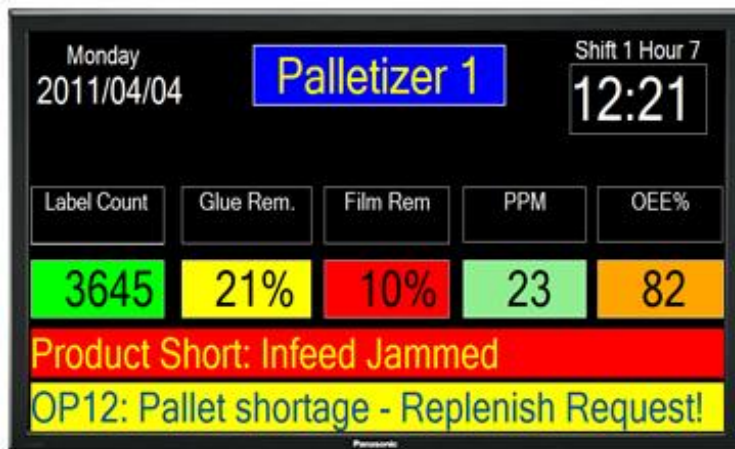 Monday
2011/04/04
Palletizer 1
Shift 1 Hour 7
12:21
Label Count
Glue Rem.
Film Rem
PPM
OEE%
3645
21%
10%
23
82
Product Short: Infeed Jammed
OP12: Pallet shortage - Replenish Request!
Panasonic